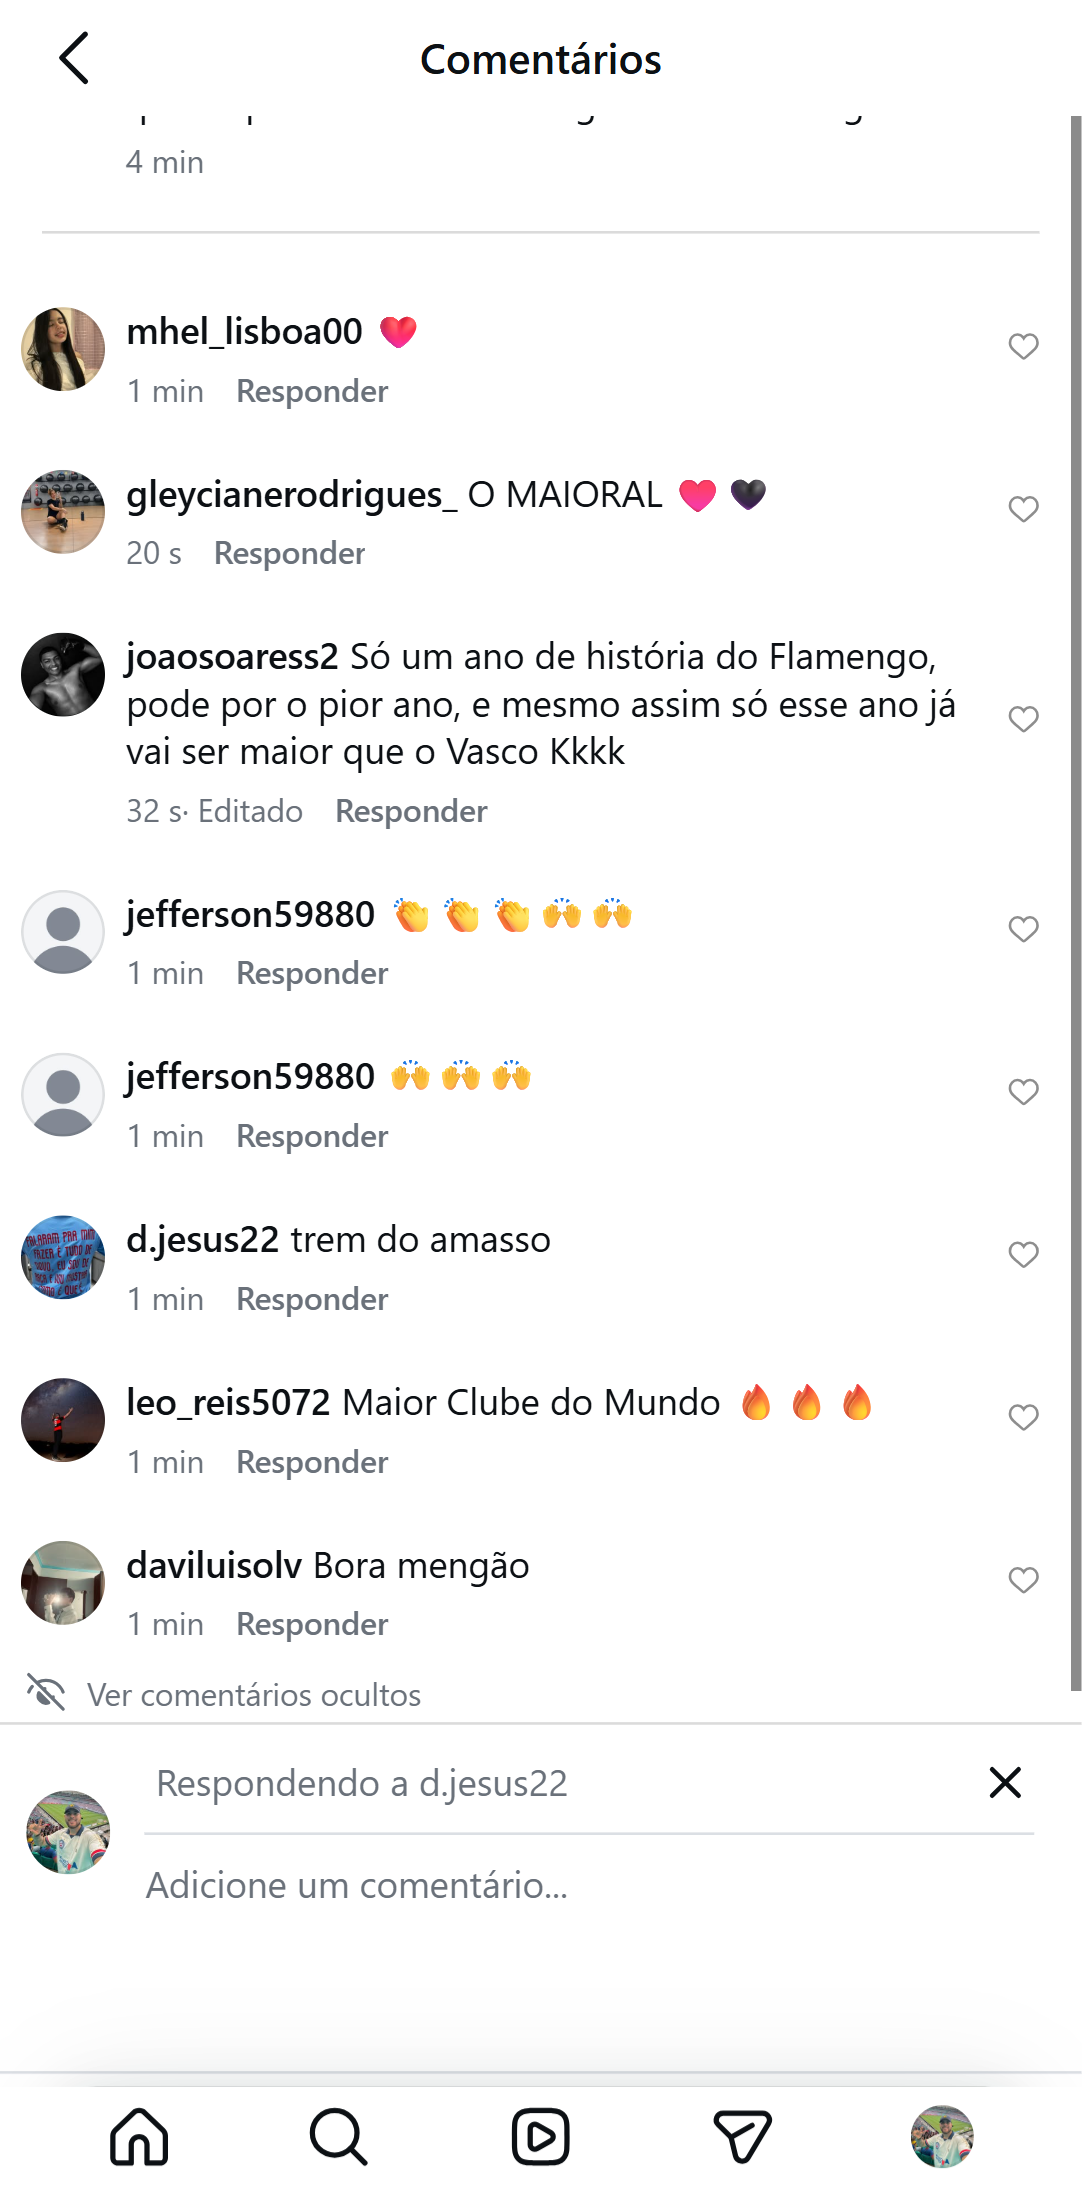 Comentários
4 min
mhel_lisboa00 ❤️
1 min Responder
gleycianerodrigues_ O MAIORAL ❤️ 🖤
20 s Responder
joaosoaress2 Só um ano de história do Flamengo,
pode por o pior ano, e mesmo assim só esse ano já
vai ser maior que o Vasco Kkkk
32 s· Editado Responder
jefferson59880 👏 👏 👏 🙌 🙌
1 min Responder
jefferson59880 🙌 🙌 🙌
1 min Responder
d.jesus22 trem do amasso
1 min Responder
leo_reis5072 Maior Clube do Mundo 🔥 🔥 🔥
1 min Responder
daviluisolv Bora mengão
1 min Responder
Ver comentários ocultos
Respondendo a d.jesus22
Adicione um comentário...